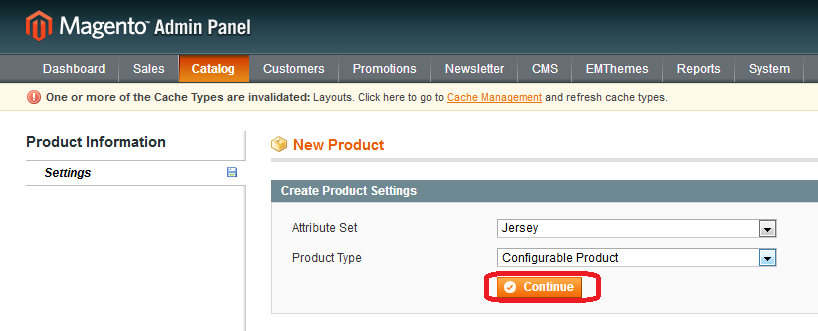 Magento™ Admin Panel
Dashboard Sales Catalog Customers Promotions Newsletter CMS EMThemes Reports System
One or more of the Cache Types are invalidated: Layouts. Click here to go to Cache Management and refresh cache types.
Product Information
Settings
New Product
Create Product Settings
Attribute Set Jersey
Product Type Configurable Product
Continue